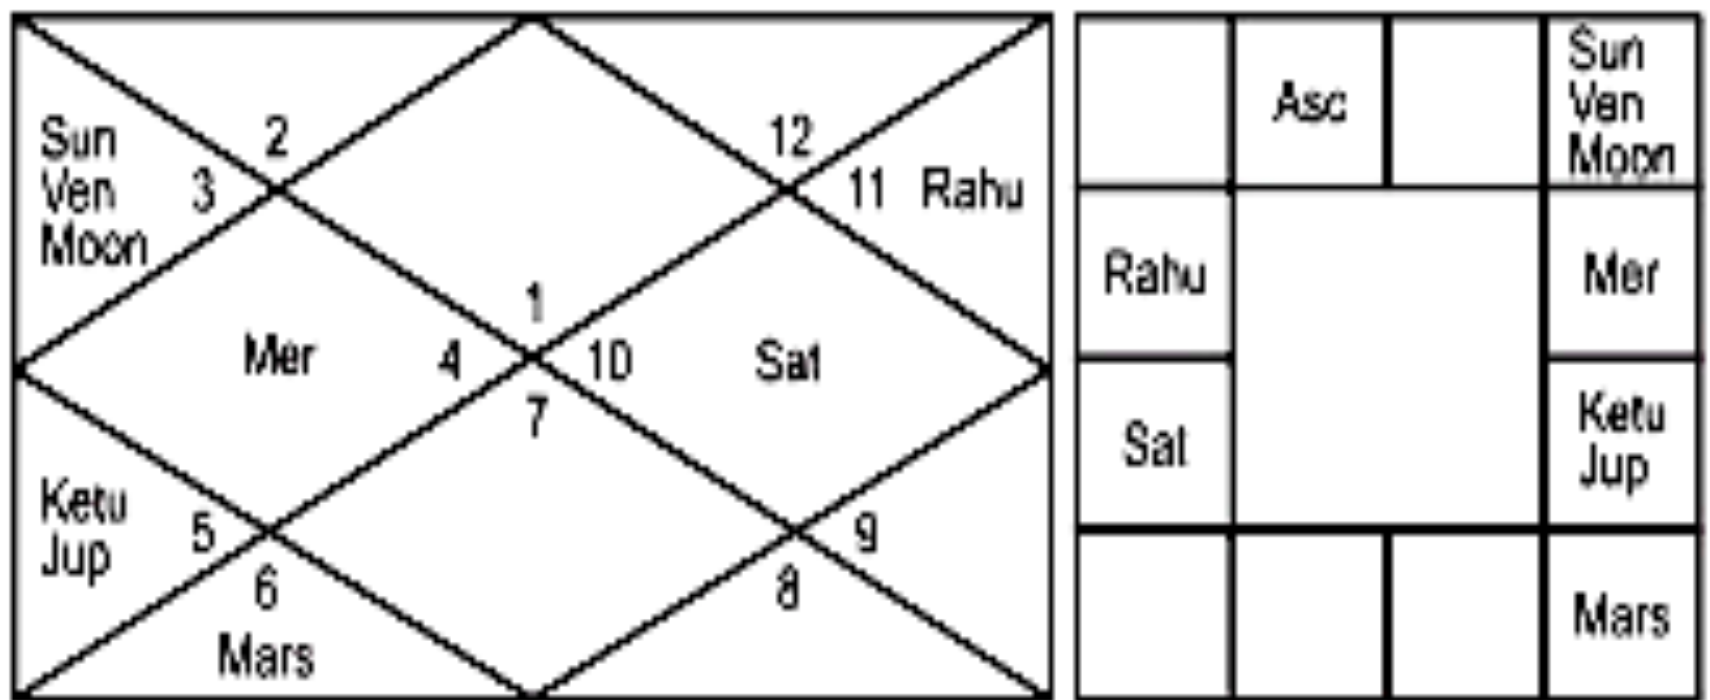 2
12
Sun
Ven
Moon
3
11 Rahu
1
Mer 4
10 Sat
7
Ketu
Jup
5
9
6
8
Mars
Asc
Sun
Ven
Moon
Rahu
Mer
Sat
Ketu
Jup
Mars